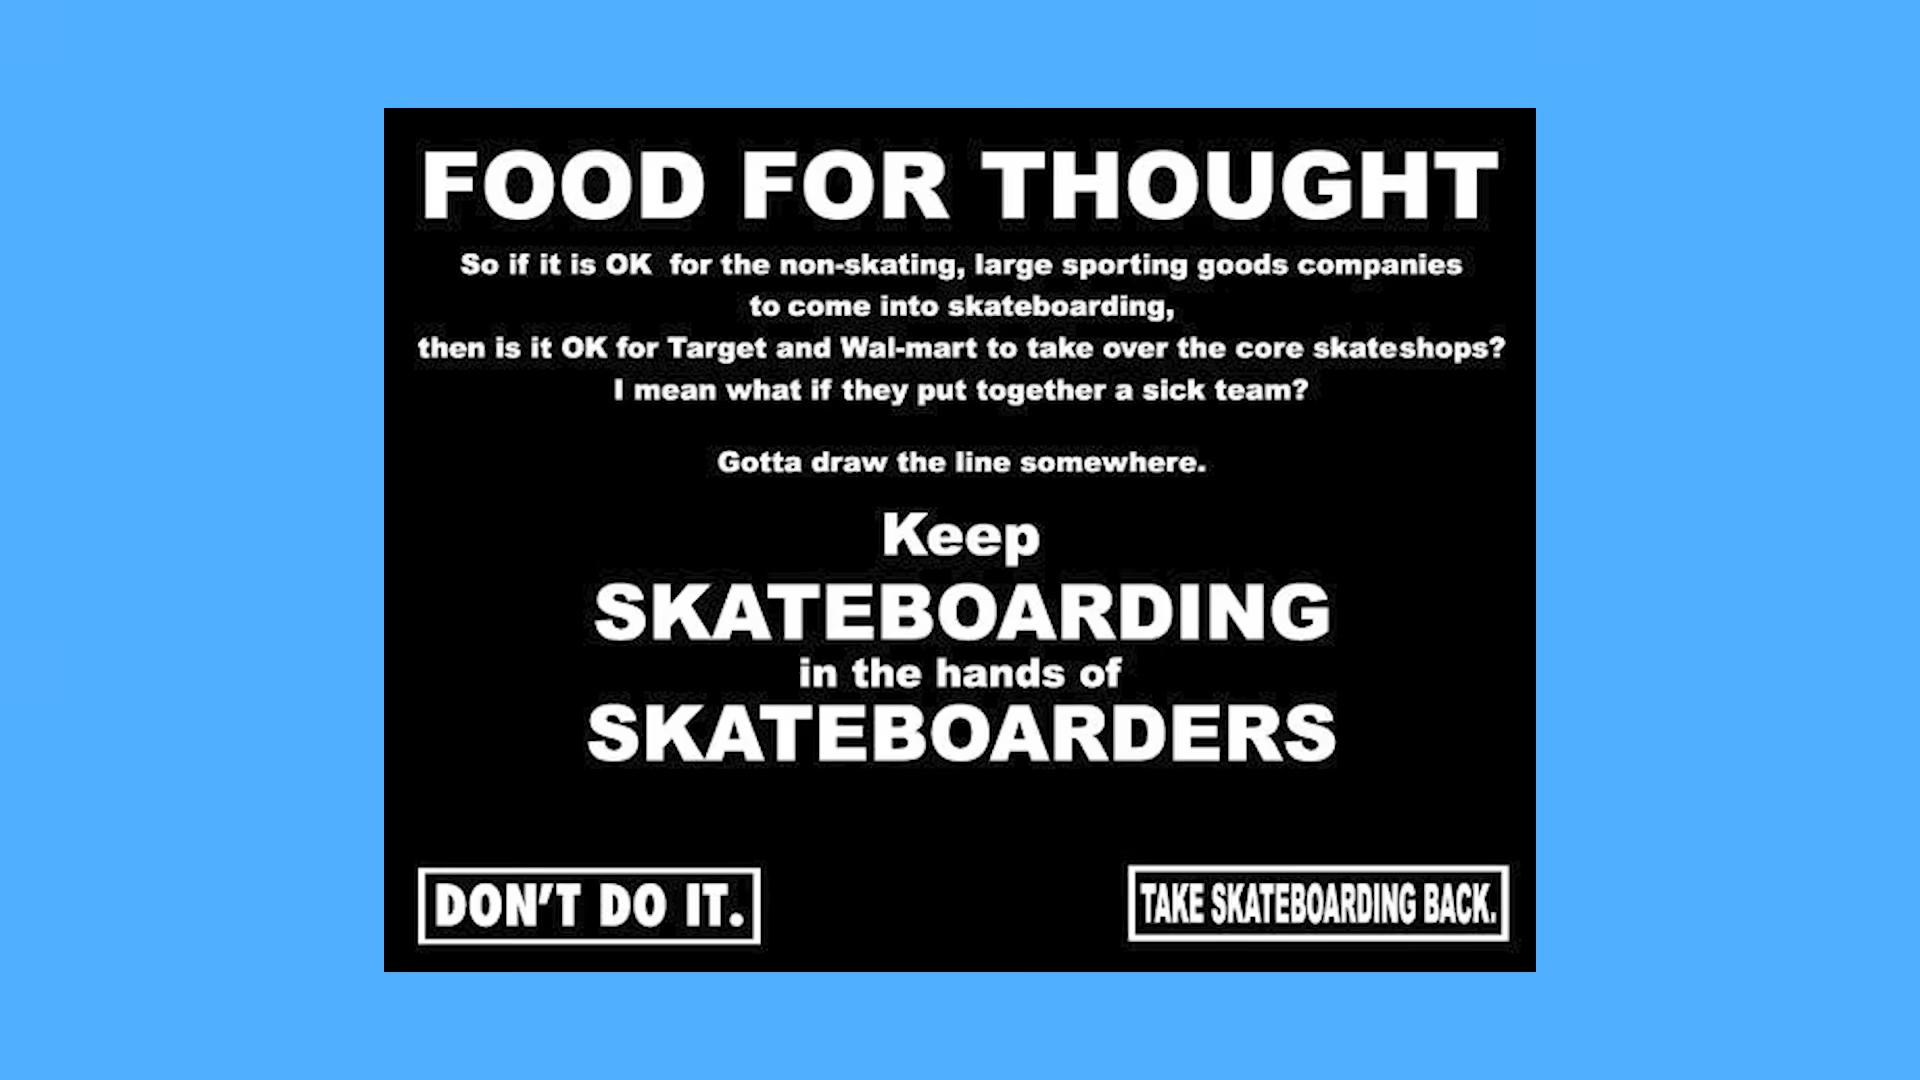 FOOD FOR THOUGHT
So if it is OK  for the non-skating, large sporting goods companies
to come into skateboarding,
then is it OK for Target and Wal-mart to take over the core skateshops?
I mean what if they put together a sick team?
Gotta draw the line somewhere.
Keep
SKATEBOARDING
in the hands of
SKATEBOARDERS
DON'T DO IT.
TAKE SKATEBOARDING BACK.